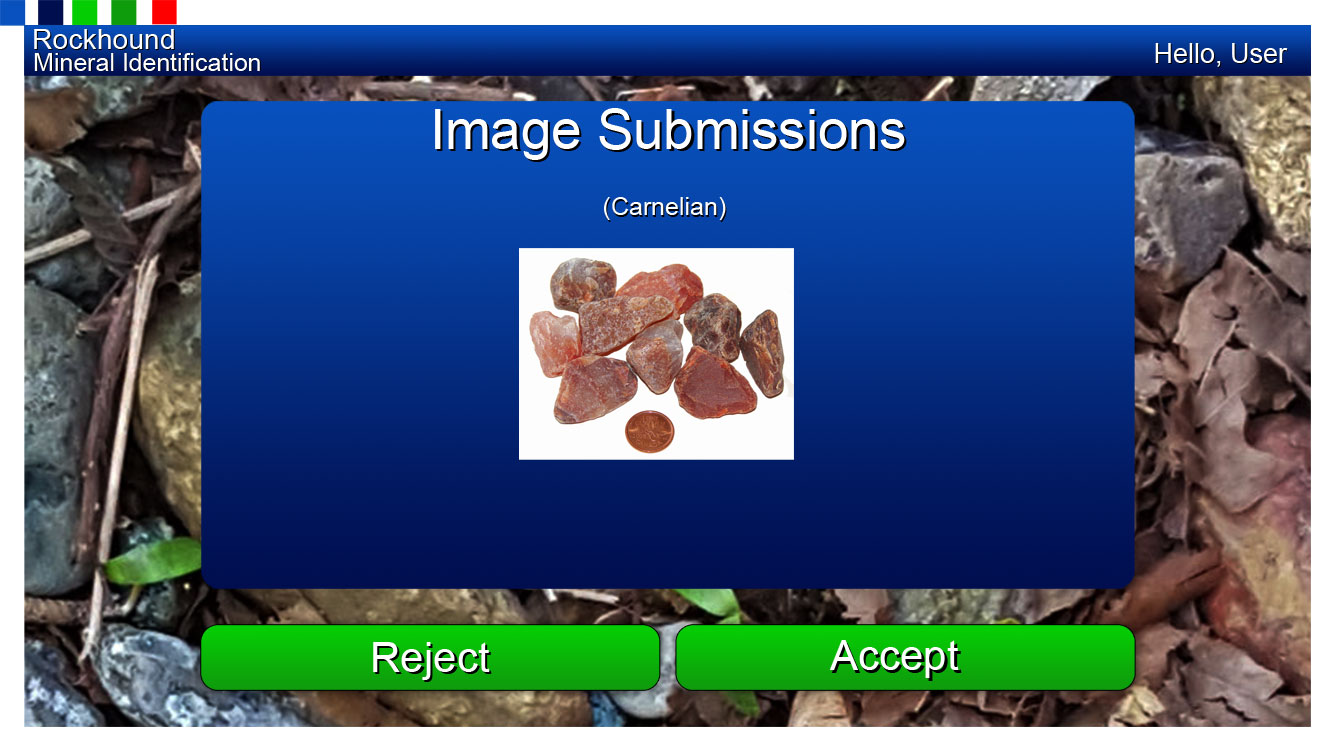 Rockhound
Mineral Identification
Hello, User
Image Submissions
(Carnelian)
Reject
Accept